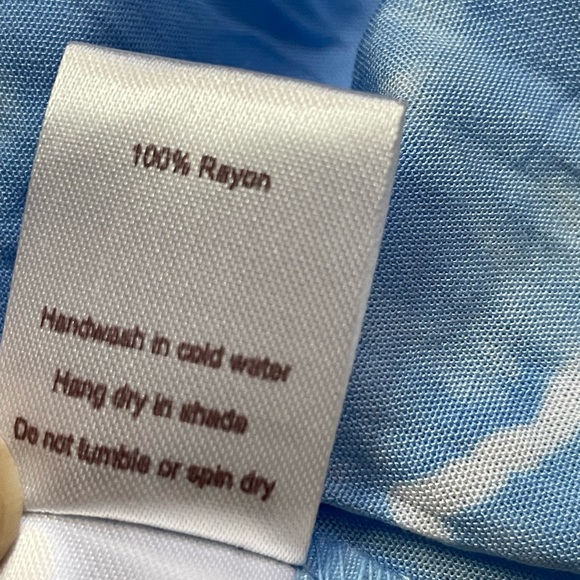 100% Rayon
Handwash in cold water
Hang dry in shade
Do not tumble or spin dry